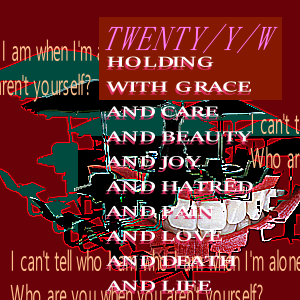 TWENTY/Y/W
HOLDING
WITH GRACE
AND CARE
AND BEAUTY
AND JOY
AND HATRED
AND PAIN
AND LOVE
AND DEATH
AND LIFE
I am when I'm a
aren't yourself?
I can't t
Who ar
I can't tell who I am when I'm alone
Who are you when you aren't yourself?